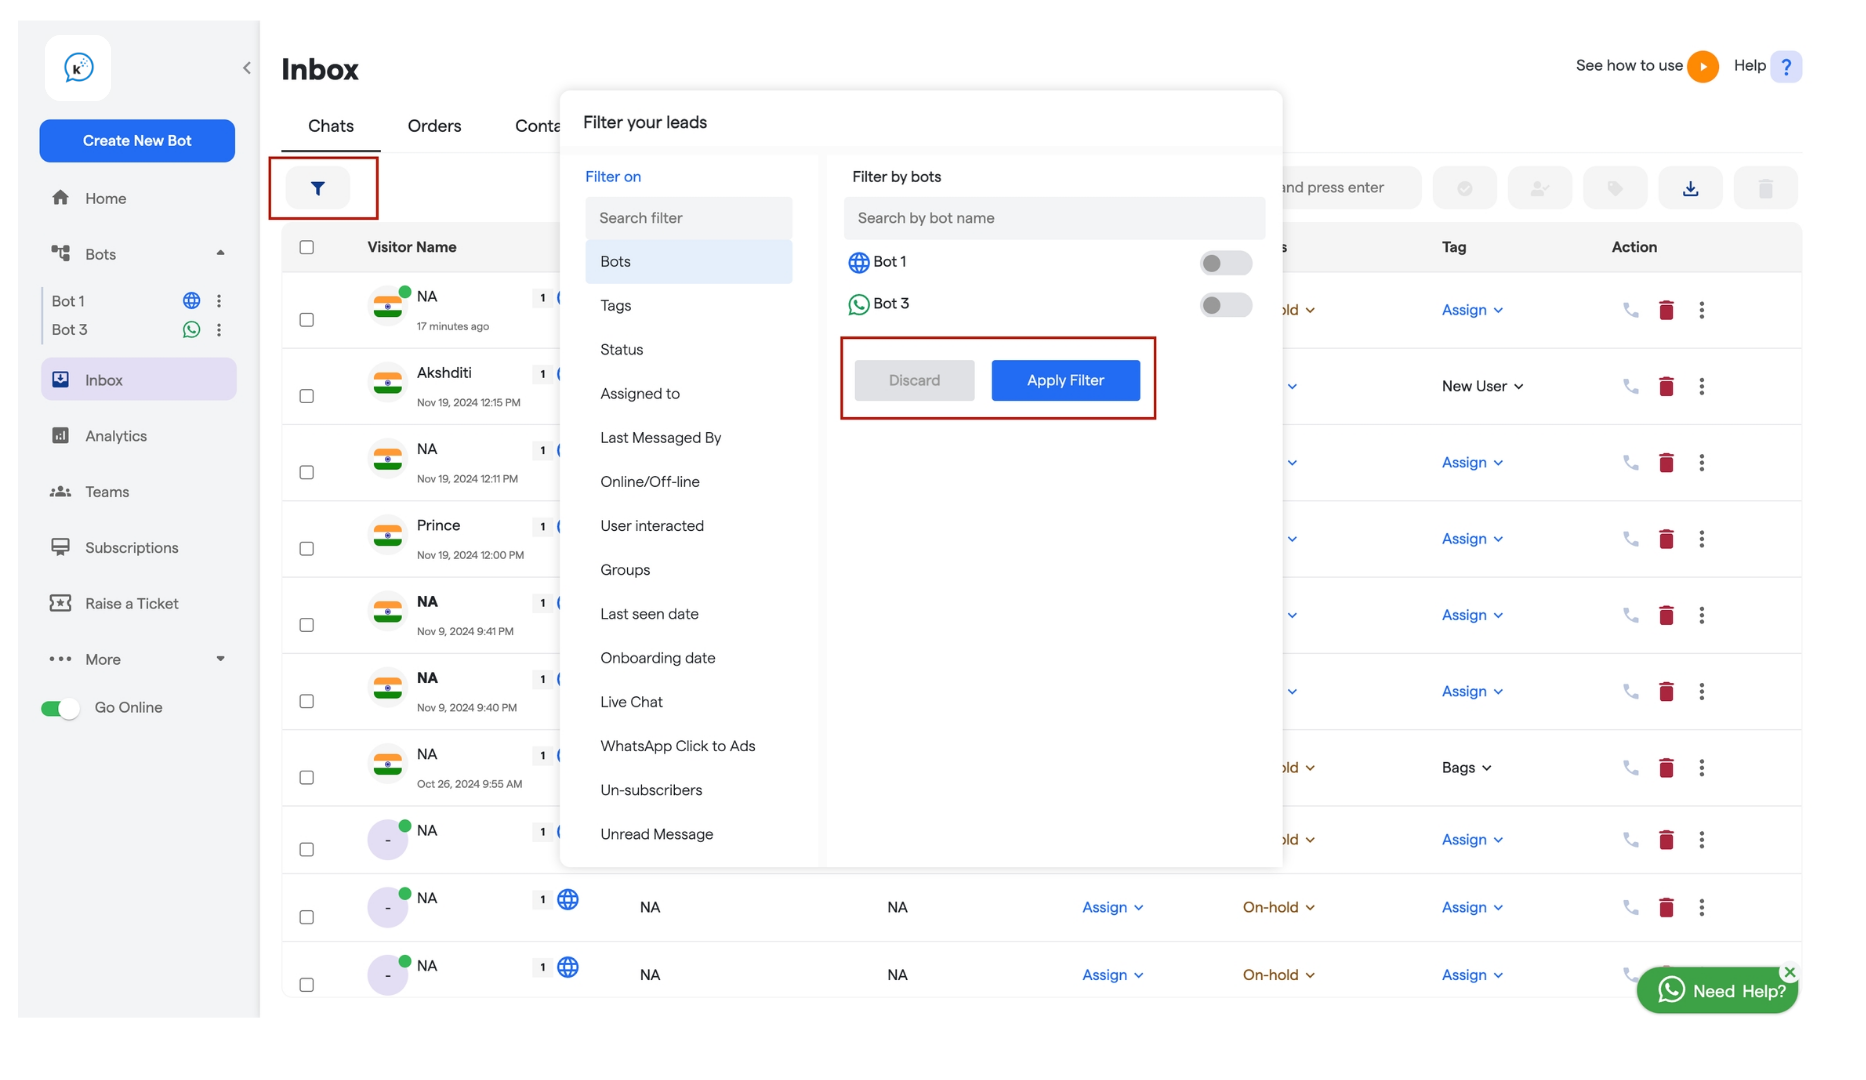 K
Inbox
See how to use
Help ?
Create New Bot
Chats
Orders
Conta
Filter your leads
Home
Filter on
Filter by bots
Search filter
Search by bot name
and press enter
Bots
Visitor Name
Tag
Action
Bots
Bot 1
Tags
Bot 3
Bot 1
Bot 3
NA
1
17 minutes ago
old
Assign
Status
Inbox
Akshditi
1
Nov 19, 2024 12:15 PM
Assigned to
Discard
Apply Filter
New User
Analytics
NA
1
Nov 19, 2024 12:11 PM
Last Messaged By
Assign
Teams
Online/Off-line
Prince
1
Nov 19, 2024 12:00 PM
User interacted
Assign
Subscriptions
Groups
Raise a Ticket
NA
1
Nov 9, 2024 9:41 PM
Last seen date
Assign
More
Onboarding date
NA
1
Nov 9, 2024 9:40 PM
Live Chat
Assign
Go Online
NA
1
Oct 26, 2024 9:55 AM
WhatsApp Click to Ads
old
Bags
Un-subscribers
-
NA
1
Unread Message
old
Assign
-
NA
1
NA
NA
Assign
On-hold
Assign
-
NA
1
NA
NA
Assign
On-hold
Assign
Need Help?